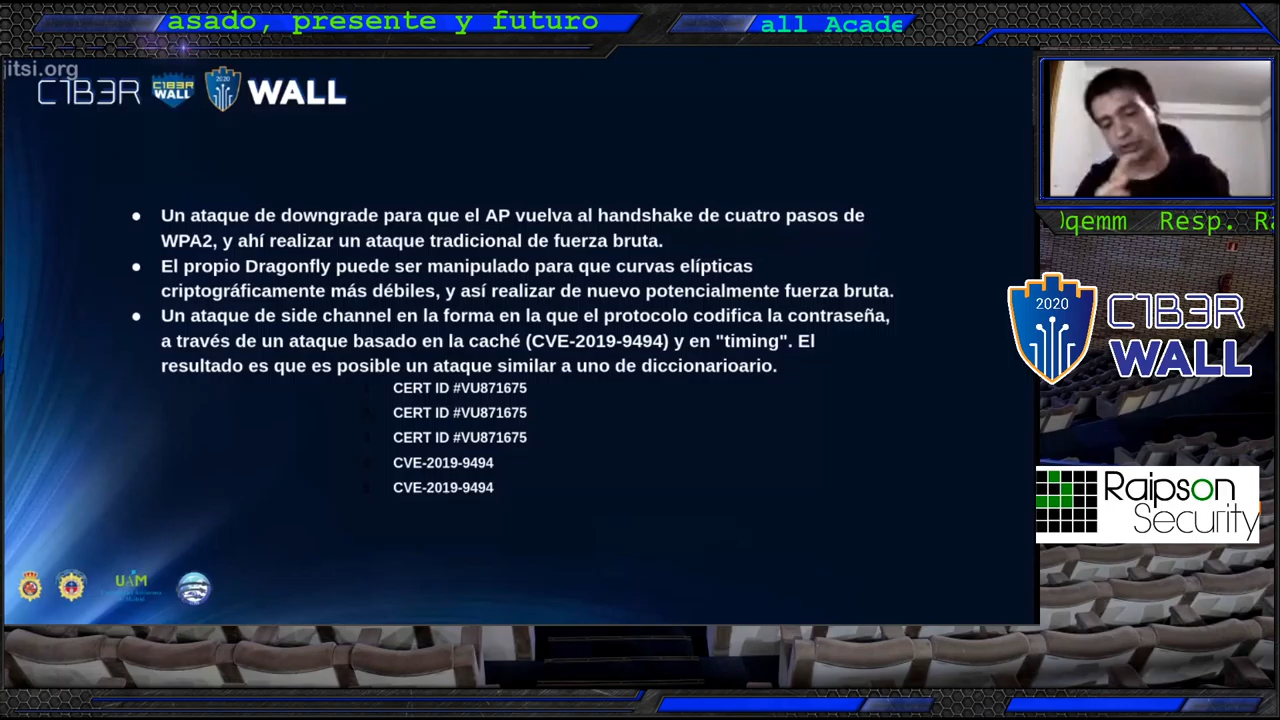 asado, presente y futuro
all Acade
jitsi.org
C1B3R
C1B3R
WALL
2020
WALL
Un ataque de downgrade para que el AP vuelva al handshake de cuatro pasos de
WPA2, y ahí realizar un ataque tradicional de fuerza bruta.
El propio Dragonfly puede ser manipulado para que curvas elípticas
criptográficamente más débiles, y así realizar de nuevo potencialmente fuerza bruta.
Un ataque de side channel en la forma en la que el protocolo codifica la contraseña,
a través de un ataque basado en la caché (CVE-2019-9494) y en "timing". El
resultado es que es posible un ataque similar a uno de diccionarioario.
CERT ID #VU871675
CERT ID #VU871675
CERT ID #VU871675
CVE-2019-9494
CVE-2019-9494
UAM
qemm Resp. Ra
2020
C1B3R
WALL
Raipson
Security